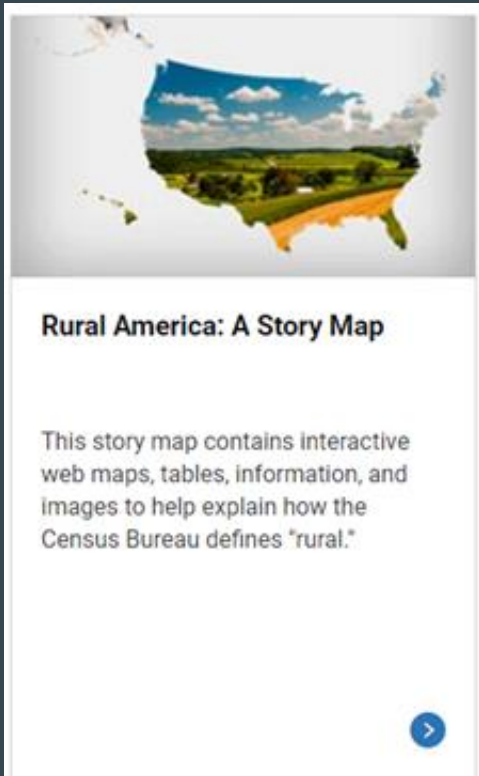 Rural America: A Story Map
This story map contains interactive
web maps, tables, information, and
images to help explain how the
Census Bureau defines "rural."